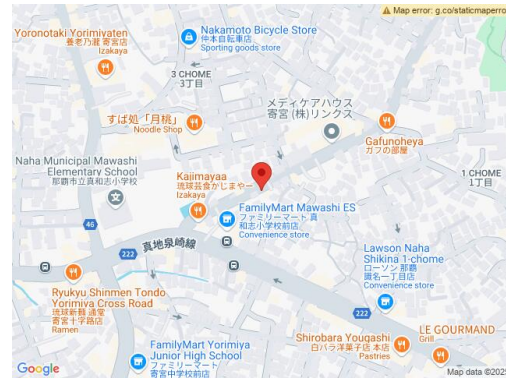 Map error: g.co/staticmaperro
Yoronotaki Yorimiyaten
養老乃瀧 寄宮店
Izakaya
Nakamoto Bicycle Store
仲本自転車店
Sporting goods store
3 CHOME
3丁目
すば処「月桃」
Noodle Shop
メディケアハウス
寄宮 (株)リンクス
Gafunoheya
ガフの部屋
Naha Municipal Mawashi
Elementary School
那覇市立真和志小学校
Kajimayaa
琉球芸食かじまやー
Izakaya
1 CHOME
1丁目
FamilyMart Mawashi ES
ファミリーマート 真
和志小学校前店
Convenience store
46
222
真地泉崎線
Lawson Naha
Shikina 1-chome
ローソン 那覇
識名一丁目店
Convenience store
Ryukyu Shinmen Tondo
Yorimiya Cross Road
琉球新麺 通堂
寄宮十字路店
Ramen
222
Shirobara Yougashi
白バラ洋菓子店 本店
Pastries
LE GOURMAND
Grill
FamilyMart Yorimiya
Junior High School
ファミリーマート
寄宮中学校前店
Google
Map data ©2025